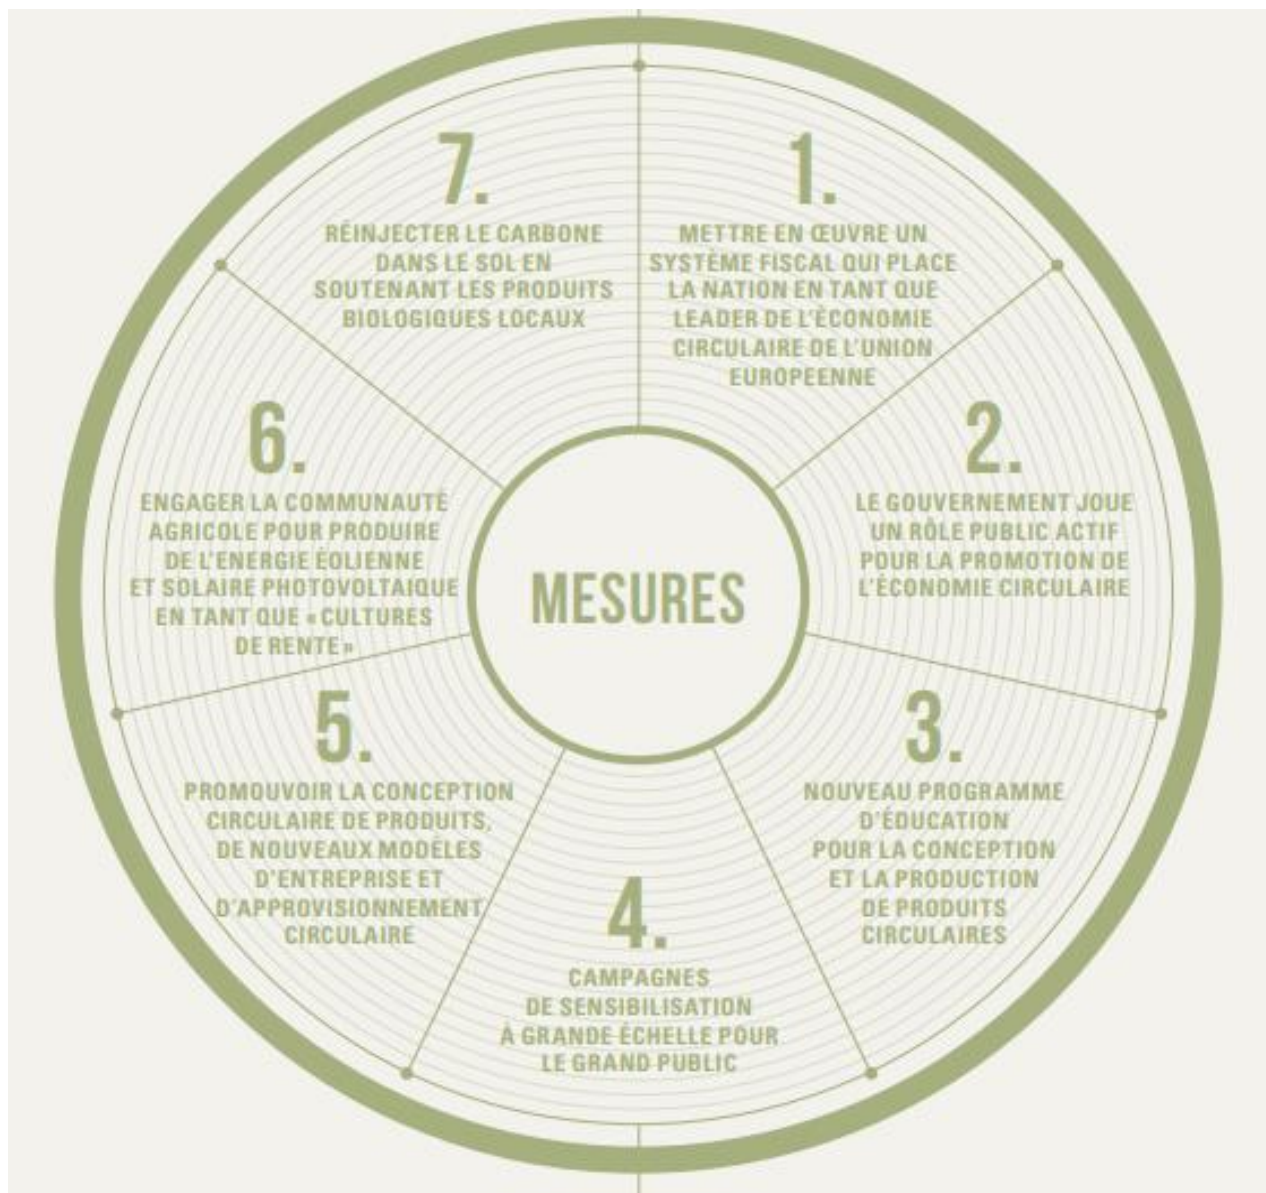 1.
METTRE EN ŒUVRE UN
SYSTÈME FISCAL QUI PLACE
LA NATION EN TANT QUE
LEADER DE L'ÉCONOMIE
CIRCULAIRE DE L'UNION
EUROPEENNE
2.
LE GOUVERNEMENT JOUE
UN RÔLE PUBLIC ACTIF
POUR LA PROMOTION DE
L'ÉCONOMIE CIRCULAIRE
3.
NOUVEAU PROGRAMME
D'ÉDUCATION
POUR LA CONCEPTION
ET LA PRODUCTION
DE PRODUITS
CIRCULAIRES
4.
CAMPAGNES
DE SENSIBILISATION
À GRANDE ÉCHELLE POUR
LE GRAND PUBLIC
5.
PROMOUVOIR LA CONCEPTION
CIRCULAIRE DE PRODUITS,
DE NOUVEAUX MODÈLES
D'ENTREPRISE ET
D'APPROVISIONNEMENT
CIRCULAIRE
6.
ENGAGER LA COMMUNAUTÉ
AGRICOLE POUR PRODUIRE
DE L'ENERGIE ÉOLIENNE
ET SOLAIRE PHOTOVOLTAIQUE
EN TANT QUE « CULTURES
DE RENTE »
7.
RÉINJECTER LE CARBONE
DANS LE SOL EN
SOUTENANT LES PRODUITS
BIOLOGIQUES LOCAUX
MESURES